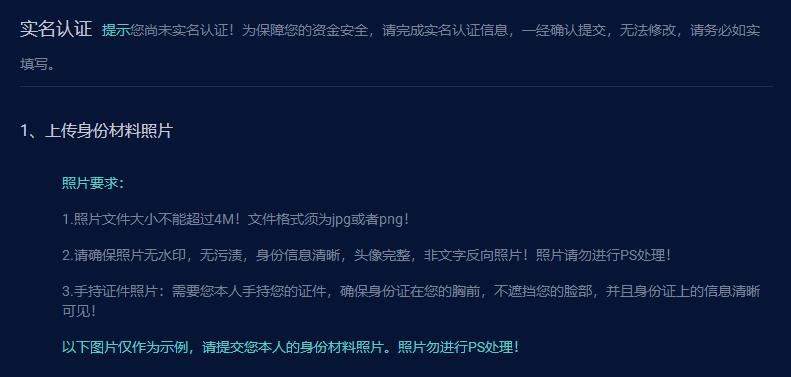 实名认证 提示您尚未实名认证！为保障您的资金安全，请完成实名认证信息，一经确认提交，无法修改，请务必如实
填写。
1、上传身份材料照片
照片要求：
1.照片文件大小不能超过4M！文件格式须为jpg或者png！
2.请确保照片无水印，无污渍，身份信息清晰，头像完整，非文字反向照片！照片请勿进行PS处理！
3.手持证件照片：需要您本人手持您的证件，确保身份证在您的胸前，不遮挡您的脸部，并且身份证上的信息清晰
可见！
以下图片仅作为示例，请提交您本人的身份材料照片。照片勿进行PS处理！